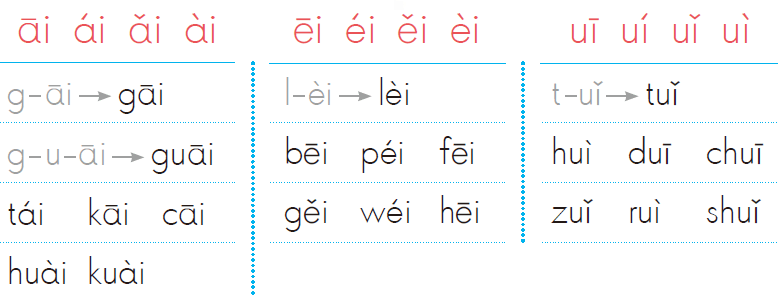 āi ái ǎi ài
g-āi→gāi
g-u-āi→guāi
tái kāi cāi
huài kuài
ēi éi ěi èi
l-èi→lèi
bēi péi fēi
gěi wéi hēi
uī uí uǐ uì
t-uǐ→tuǐ
huì duī chuī
zuǐ ruì shuǐ